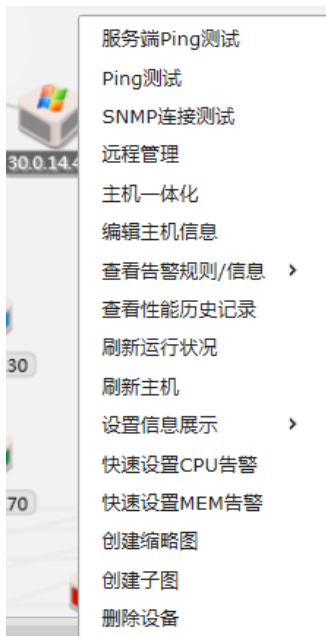 服务端Ping测试
Ping测试
SNMP连接测试
30.0.14.4
远程管理
主机一体化
编辑主机信息
查看告警规则/信息
查看性能历史记录
刷新运行状况
30
刷新主机
设置信息展示
快速设置CPU告警
快速设置MEM告警
70
创建缩略图
创建子图
删除设备